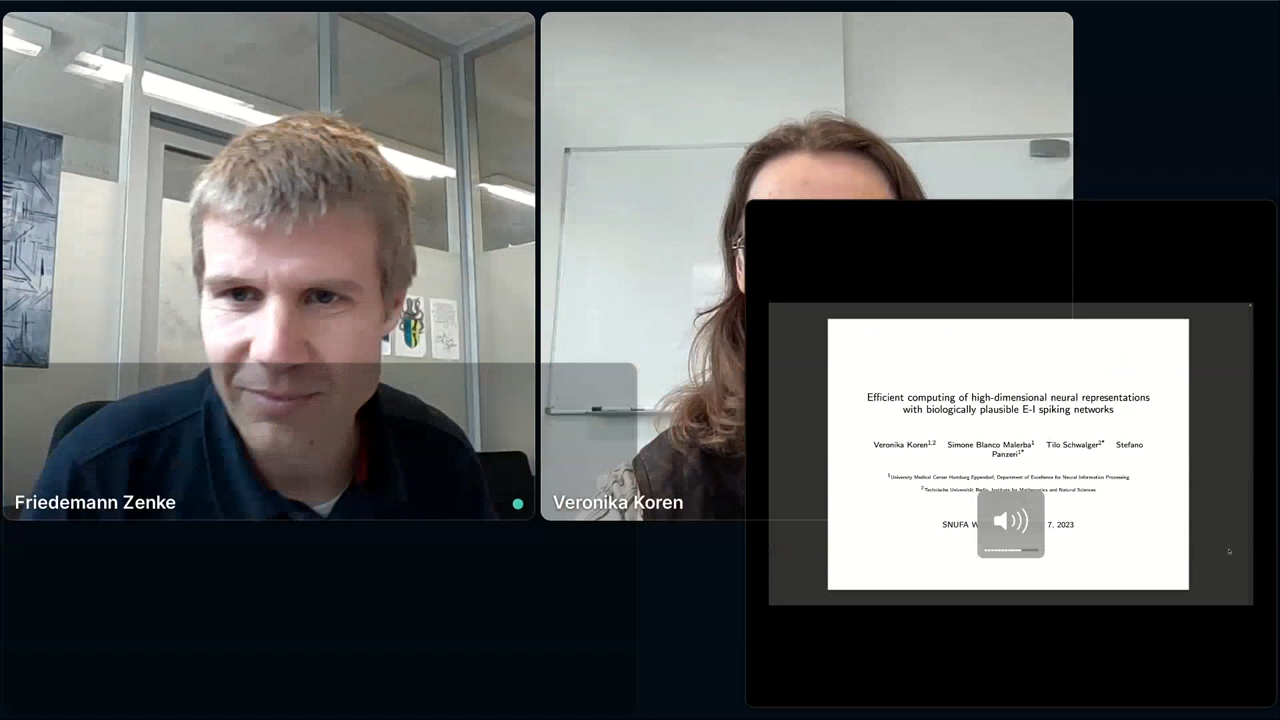 Friedemann Zenke
Veronika Koren
Efficient computing of high-dimensional neural representations
with biologically plausible E-I spiking networks
Veronika Koren1,2 Simone Blanco Malerba1 Tilo Schwalger2* Stefano
Panzeri1*
1University Medical Center Hamburg Eppendorf, Department of Excellence for Neural Information Processing
2Technische Universität Berlin, Institute for Mathematics and Natural Sciences
SNUFA 7, 2023